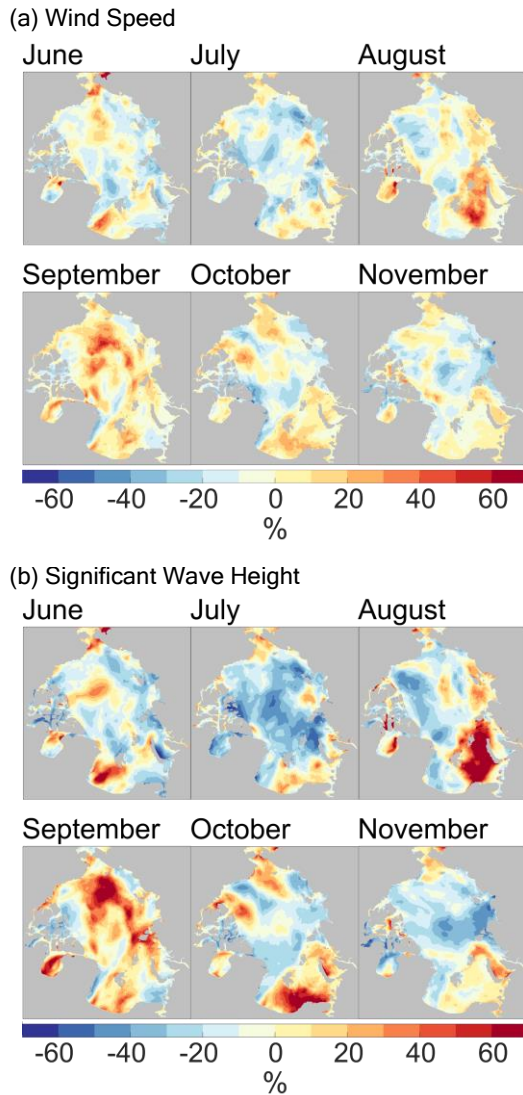 (a) Wind Speed
June July August
September October November
-60 -40 -20 0 20 40 60
%
(b) Significant Wave Height
June July August
September October November
-60 -40 -20 0 20 40 60
%